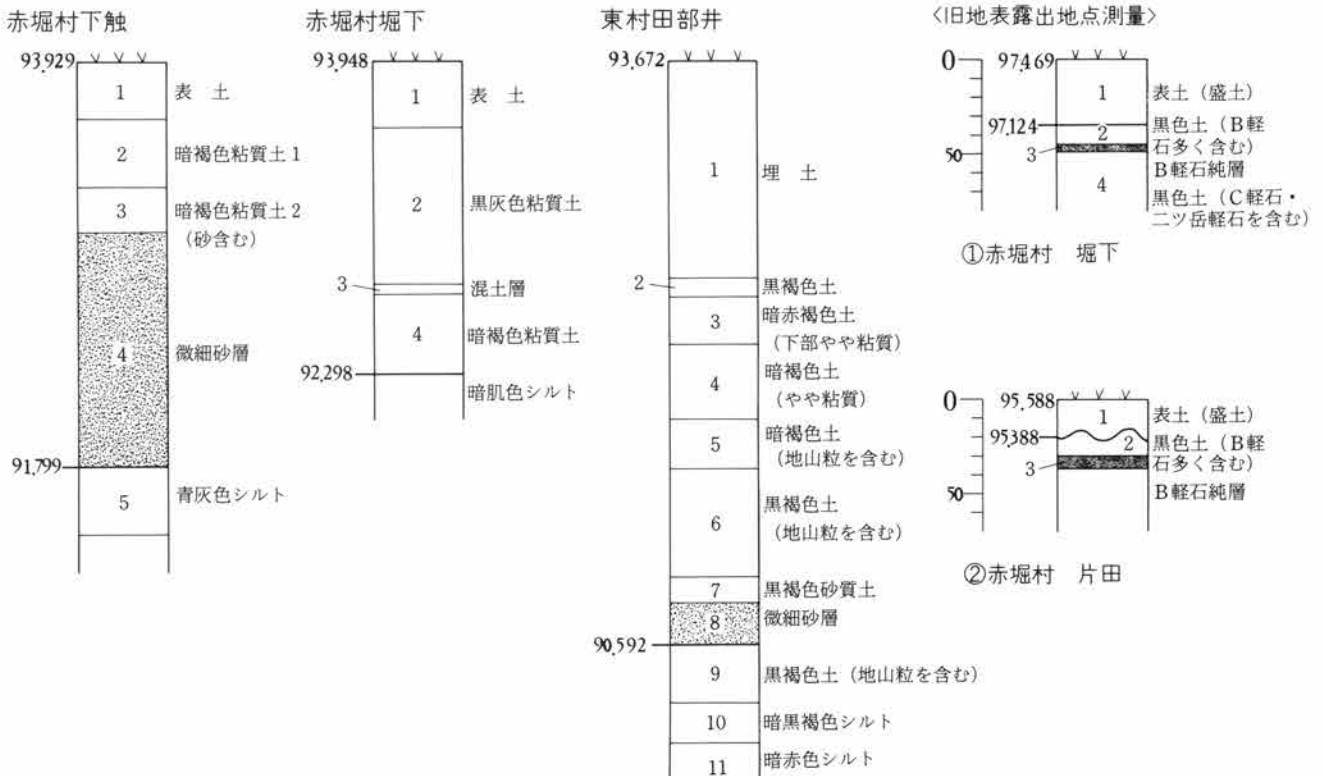 赤堀村下触
93.929
1 表 土
2 暗褐色粘質土1
3 暗褐色粘質土2
(砂含む)
4 微細砂層
91.799
5 青灰色シルト
赤堀村堀下
93.948
1 表 土
2 黒灰色粘質土
3 混土層
4 暗褐色粘質土
92.298
暗肌色シルト
東村田部井
93.672
1 埋 土
2 黒褐色土
3 暗赤褐色土
(下部やや粘質)
4 暗褐色土
(やや粘質)
5 暗褐色土
(地山粒を含む)
6 黒褐色土
(地山粒を含む)
7 黒褐色砂質土
8 微細砂層
90.592
9 黒褐色土(地山粒を含む)
10 暗黒褐色シルト
11 暗赤色シルト
〈旧地表露出地点測量〉
0 97.469
1 表土(盛土)
97.124
2 黒色土(B軽
石多く含む)
3 B軽石純層
50
4 黒色土(C軽石・
二ツ岳軽石を含む)
①赤堀村 堀下
0 95.588
1 表土(盛土)
95.388
2 黒色土(B軽
石多く含む)
3 B軽石純層
50
②赤堀村 片田